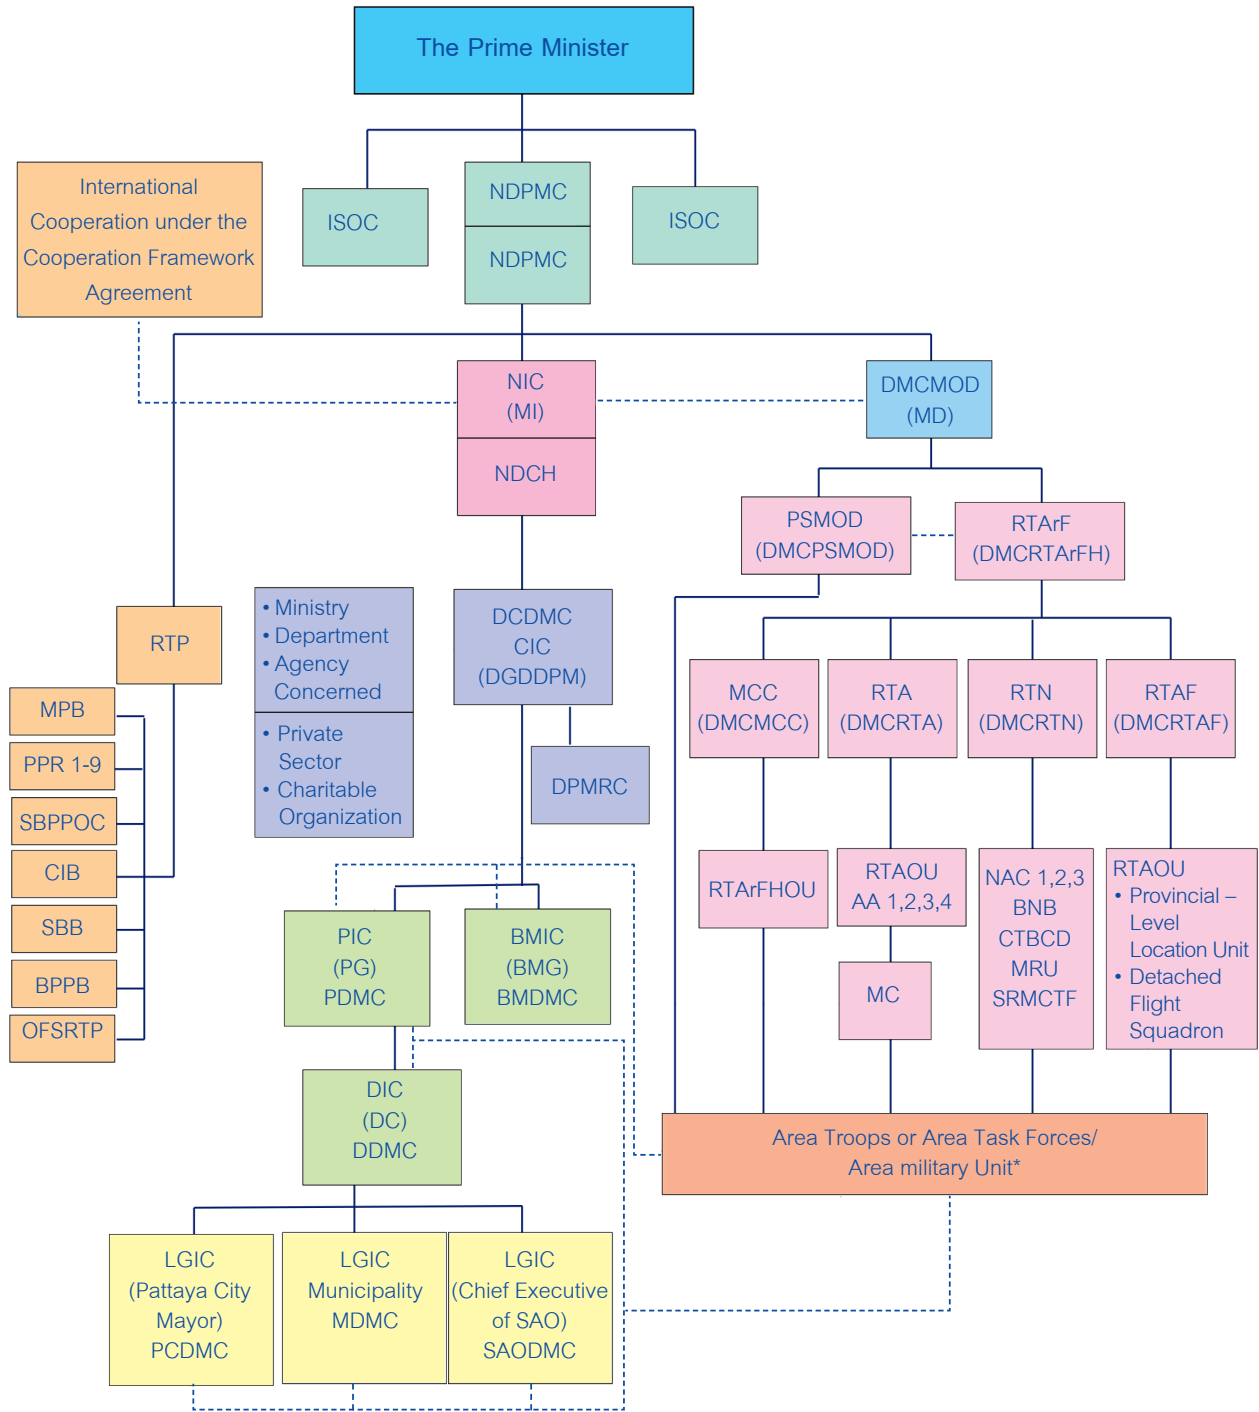 The Prime Minister
International
Cooperation under the
Cooperation Framework
Agreement
ISOC
NDPMC
NDPMC
ISOC
NIC
(MI)
NDCH
DMCMOD
(MD)
PSMOD
(DMCPSMOD)
RTArF
(DMCRTArFH)
• Ministry
• Department
• Agency
Concerned
• Private
Sector
• Charitable
Organization
DCDMC
CIC
(DGDDPM)
DPMRC
RTP
MPB
PPR 1-9
SBPPOC
CIB
SBB
BPPB
OFSRTP
MCC
(DMCMCC)
RTA
(DMCRTA)
RTN
(DMCRTN)
RTAF
(DMCRTAF)
RTArFHOU
RTAOU
AA 1,2,3,4
MC
NAC 1,2,3
BNB
CTBCD
MRU
SRMCTF
RTAOU
• Provincial –
Level
Location Unit
• Detached
Flight
Squadron
PIC
(PG)
PDMC
BMIC
(BMG)
BMDMC
DIC
(DC)
DDMC
Area Troops or Area Task Forces/
Area military Unit*
LGIC
(Pattaya City
Mayor)
PCDMC
LGIC
Municipality
MDMC
LGIC
(Chief Executive
of SAO)
SAODMC